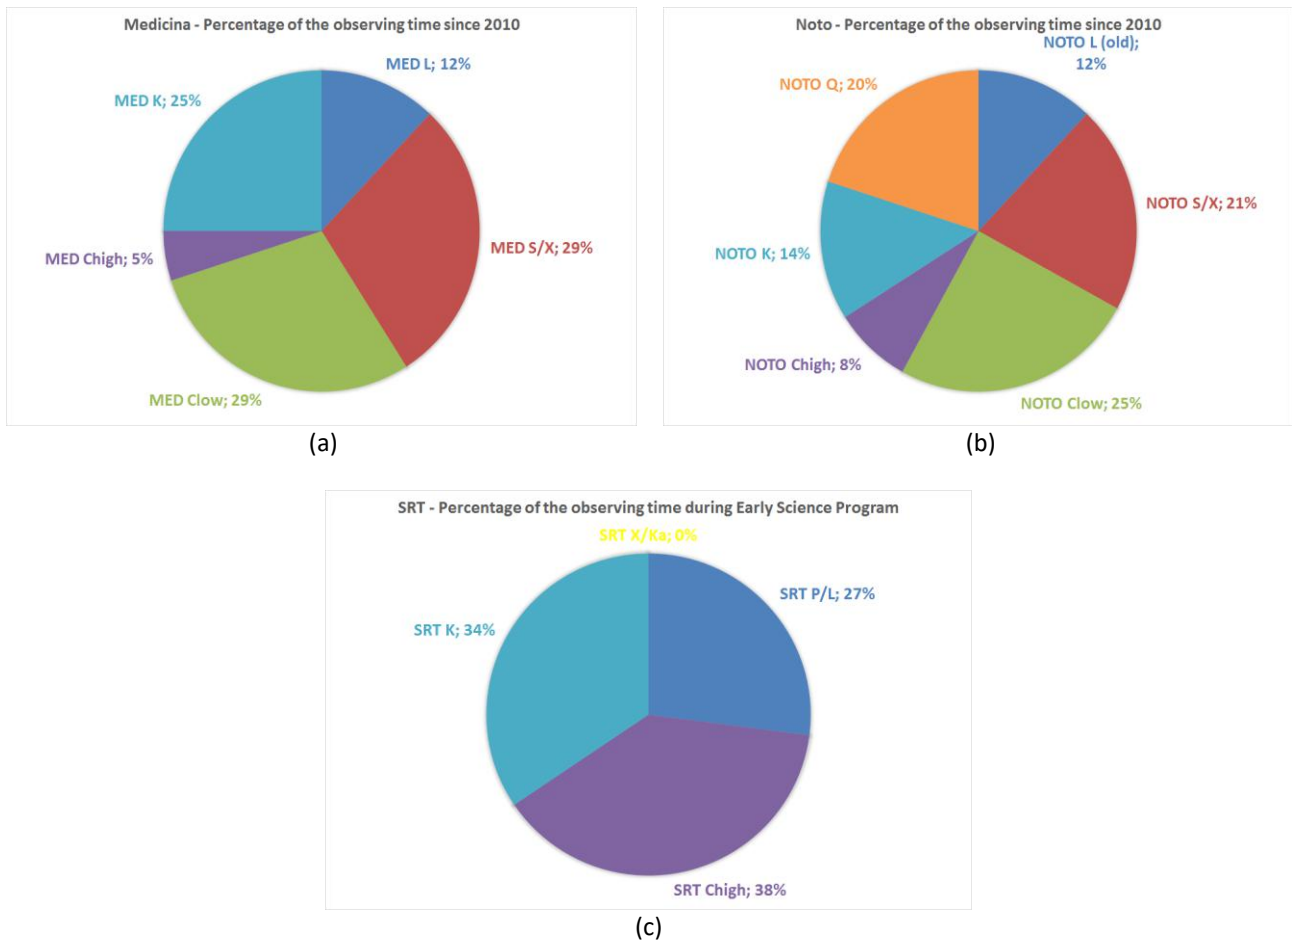 Medicina - Percentage of the observing time since 2010
MED L; 12%
MED K; 25%
MED S/X; 29%
MED Chigh; 5%
MED Clow; 29%
(a)
Noto - Percentage of the observing time since 2010
NOTO L (old);
12%
NOTO Q; 20%
NOTO S/X; 21%
NOTO K; 14%
NOTO Chigh; 8%
NOTO Clow; 25%
(b)
SRT - Percentage of the observing time during Early Science Program
SRT X/Ka; 0%
SRT P/L; 27%
SRT K; 34%
SRT Chigh; 38%
(c)